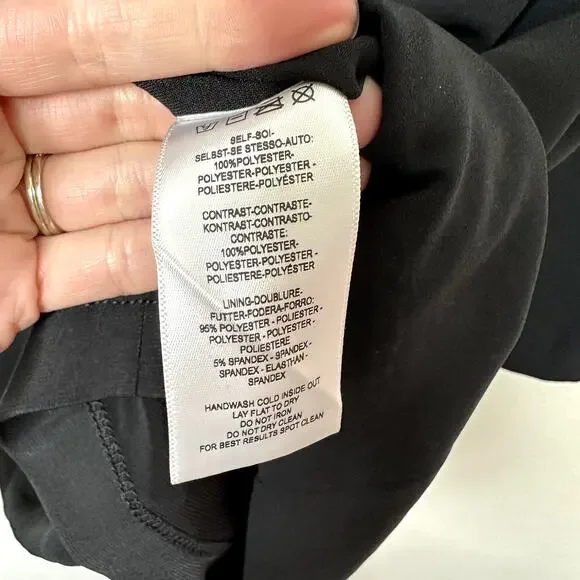 SELF-SOI-
SELBST-SE STESSO-AUTO:
100%POLYESTER-
POLYESTER-POLYESTER -
POLIESTERE-POLYÉSTER
CONTRAST-CONTRASTE-
KONTRAST-CONTRASTO-
CONTRASTE:
100%POLYESTER-
POLYESTER-POLYESTER -
POLIESTERE-POLYÉSTER
LINING-DOUBLURE-
FUTTER-FODERA-FORRO:
95% POLYESTER - POLIESTER -
POLYESTER - POLYESTER -
POLIESTERE
5% SPANDEX - SPANDEX -
SPANDEX - ELASTHAN -
SPANDEX
HANDWASH COLD INSIDE OUT
LAY FLAT TO DRY
DO NOT IRON
DO NOT DRY CLEAN
FOR BEST RESULTS SPOT CLEAN